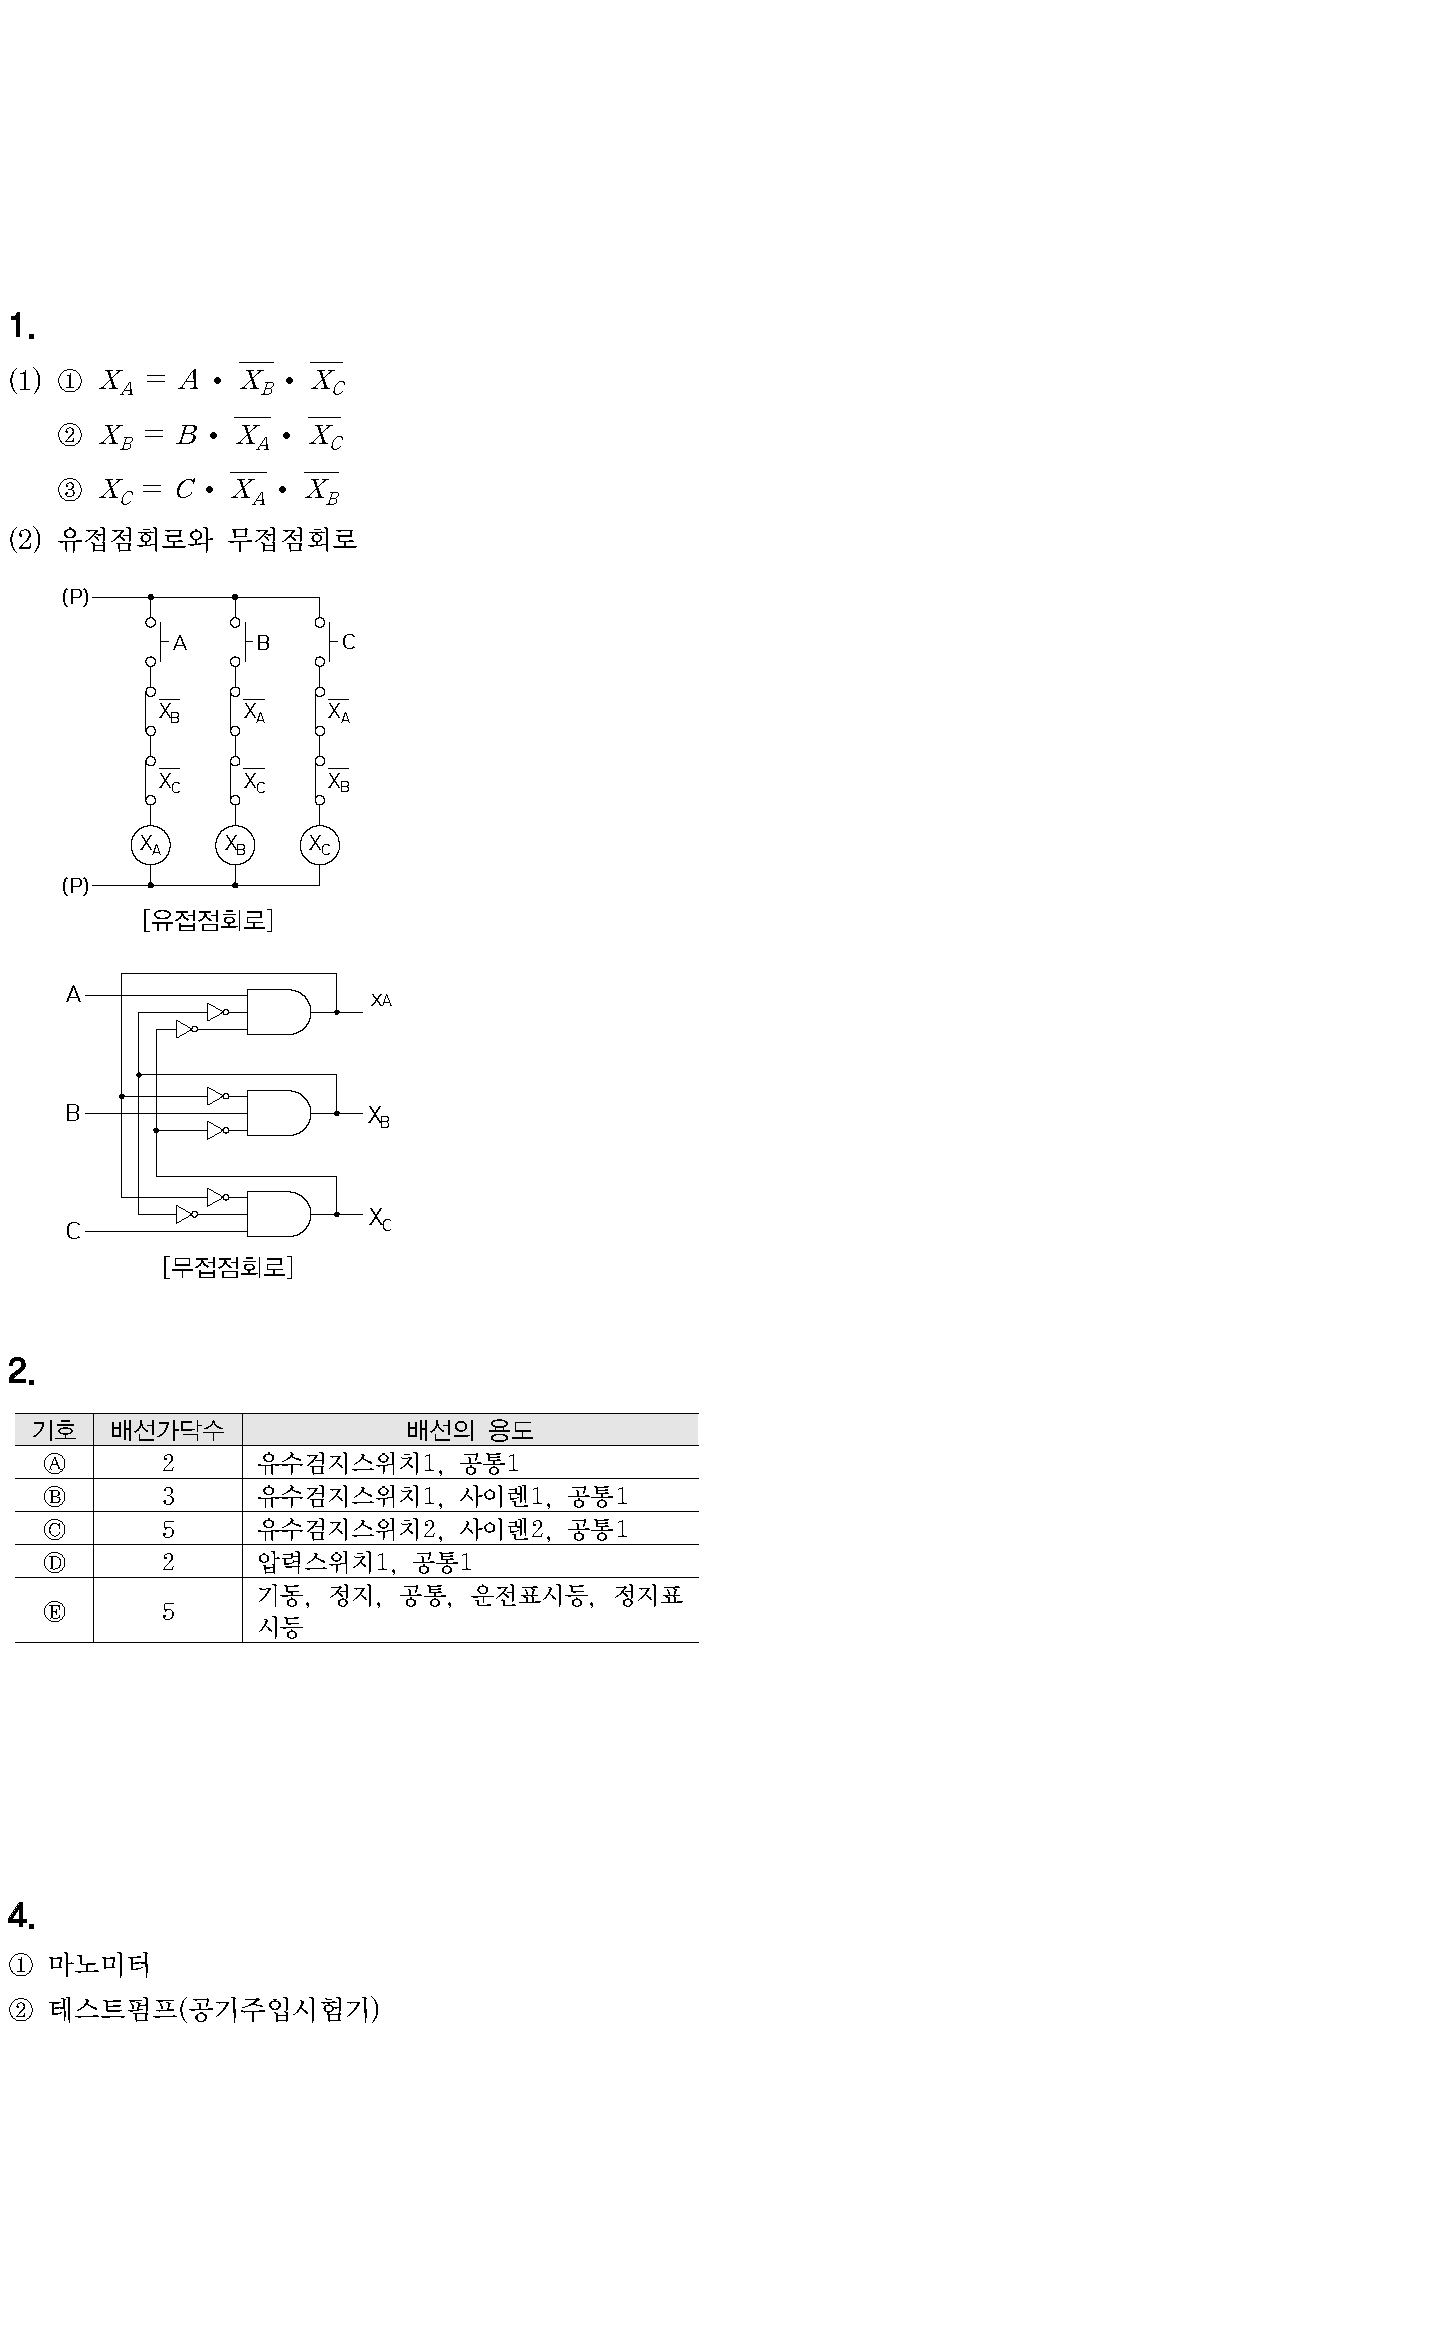 1.
(1) ① X_A = A • \overline{X_B} • \overline{X_C}
② X_B = B • \overline{X_A} • \overline{X_C}
③ X_C = C • \overline{X_A} • \overline{X_B}
(2) 유접점회로와 무접점회로
(P)
A B C
\overline{X_B} \overline{X_A} \overline{X_A}
\overline{X_C} \overline{X_C} \overline{X_B}
X_A X_B X_C
(P)
[유접점회로]
A XA
B X_B
C X_C
[무접점회로]
2.
기호 배선가닥수 배선의 용도
Ⓐ 2 유수검지스위치1, 공통1
Ⓑ 3 유수검지스위치1, 사이렌1, 공통1
Ⓒ 5 유수검지스위치2, 사이렌2, 공통1
Ⓓ 2 압력스위치1, 공통1
Ⓔ 5 기동, 정지, 공통, 운전표시등, 정지표
시등
4.
① 마노미터
② 테스트펌프(공기주입시험기)